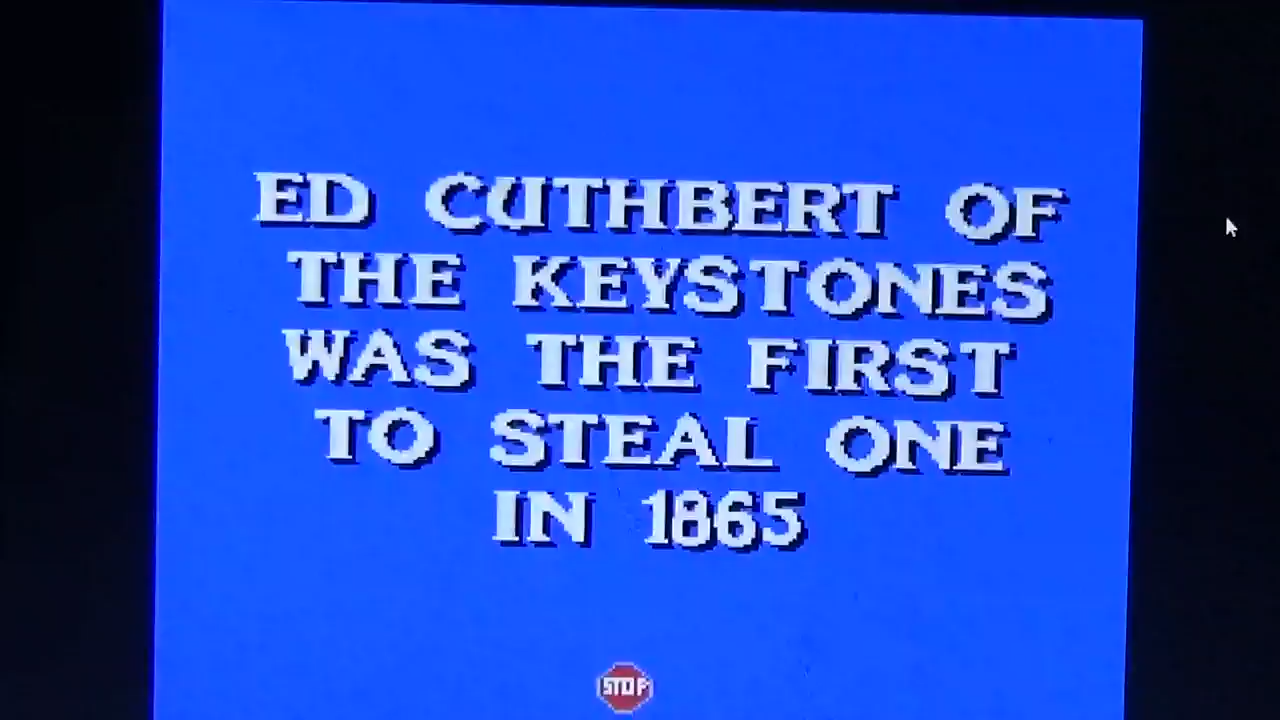 ED CUTHBERT OF
THE KEYSTONES
WAS THE FIRST
TO STEAL ONE
IN 1865
STOP